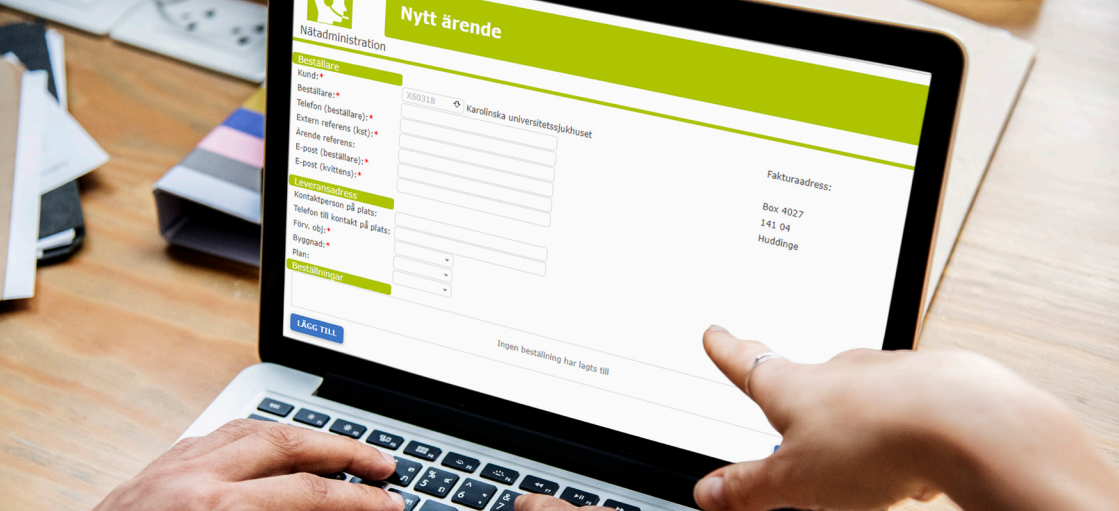 Nytt ärende
Nätadministration
Beställare
Kund:*
X60318 Karolinska universitetssjukhuset
Beställare:*
Telefon (beställare):*
Extern referens (kst):*
Ärende referens:
E-post (beställare):*
E-post (kvittens):*
Fakturaadress:
Box 4027
141 04
Huddinge
Leveransadress
Kontaktperson på plats:
Telefon till kontakt på plats:
Förv. obj:*
Byggnad:*
Plan:
Beställningar
Ingen beställning har lagts till
LÄGG TILL